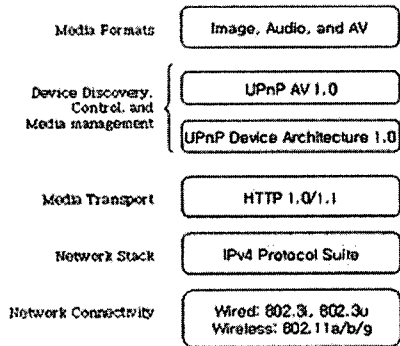 Media Formats
Image, Audio, and AV
Device Discovery,
Control, and
Media management
UPnP AV 1.0
UPnP Device Architecture 1.0
Media Transport
HTTP 1.0/1.1
Network Stack
IPv4 Protocol Suite
Network Connectivity
Wired: 802.3i, 802.3u
Wireless: 802.11a/b/g